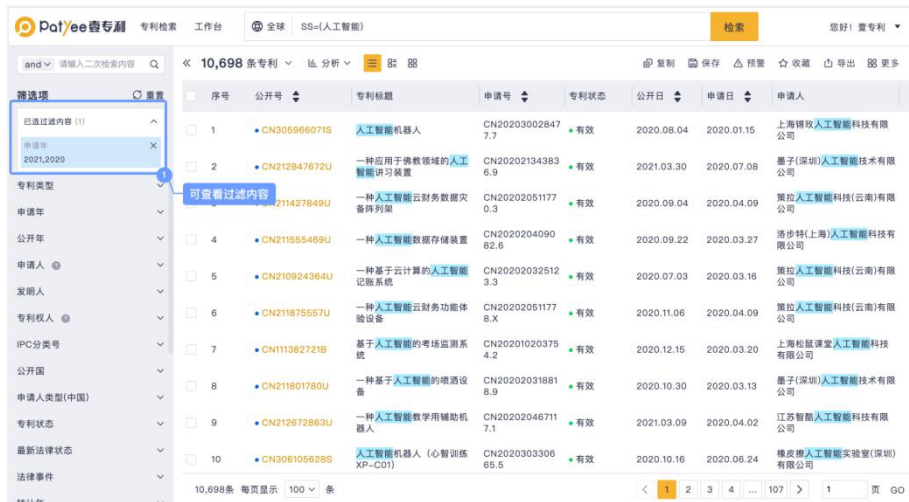 Patyee壹专利 专利检索 工作台 全球 SS=(人工智能) 检索 您好！壹专利
and 请输入二次检索内容
10,698 条专利 分析 复制 保存 预警 收藏 导出 更多
筛选项 重置
已选过滤内容 (1)
申请年
2021,2020
1
可查看过滤内容
专利类型
申请年
公开年
申请人
发明人
专利权人
IPC分类号
公开国
申请人类型(中国)
专利状态
最新法律状态
法律事件
序号 公开号 专利标题 申请号 专利状态 公开日 申请日 申请人
1 CN305966071S 人工智能机器人 CN20203002847 有效 2020.08.04 2020.01.15 上海锵玫人工智能科技有限
7.7 公司
2 CN212847672U 一种应用于佛教领域的人工 CN20202134383 有效 2021.03.30 2020.07.08 墨子(深圳)人工智能技术有限
智能讲习装置 6.9 公司
211427849U 一种人工智能云财务数据灾 CN20202051177 有效 2020.09.04 2020.04.09 策拉人工智能科技(云南)有限
备阵列架 0.3 公司
4 CN211555469U 一种人工智能数据存储装置 CN2020204090 有效 2020.09.22 2020.03.27 洛步特(上海)人工智能科技有
82.6 限公司
5 CN210924364U 一种基于云计算的人工智能 CN20202032512 有效 2020.07.03 2020.03.16 策拉人工智能科技(云南)有限
记账系统 3.3 公司
6 CN211875557U 一种人工智能云财务功能体 CN20202051177 有效 2020.11.06 2020.04.09 策拉人工智能科技(云南)有限
验设备 8.X 公司
7 CN111382721B 基于人工智能的考场监测系 CN20201020375 有效 2020.12.15 2020.03.20 上海松鼠课堂人工智能科技
统 4.2 有限公司
8 CN211801780U 一种基于人工智能的喷洒设 CN20202031881 有效 2020.10.30 2020.03.13 墨子(深圳)人工智能技术有限
备 8.9 公司
9 CN212672863U 一种人工智能教学用辅助机 CN20202046711 有效 2021.03.09 2020.04.02 江苏智酷人工智能科技有限
器人 7.1 公司
10 CN306105628S 人工智能机器人（心智训练 CN2020303306 有效 2020.10.16 2020.06.24 橡皮擦人工智能实验室(深圳)
XP-C01) 65.5 有限公司
10,698条 每页显示 100 条 1 2 3 4 ... 107 1 页 GO